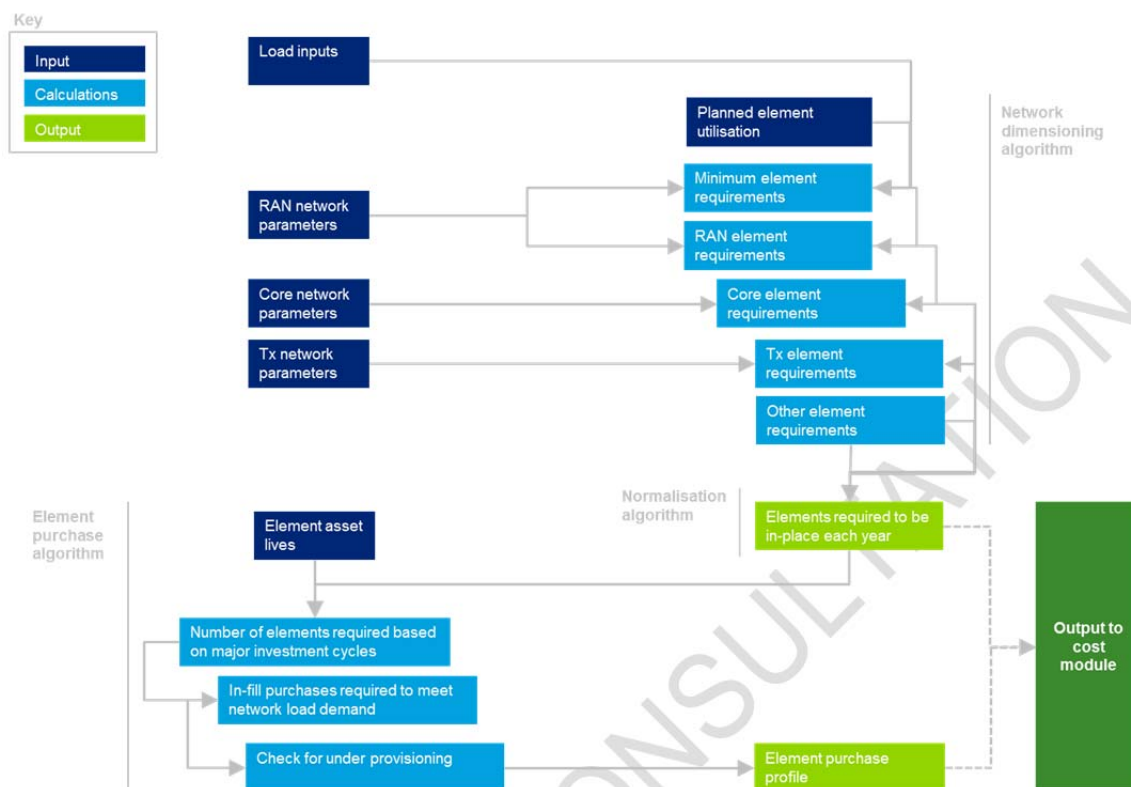 Key
Input
Calculations
Output
Load inputs
Planned element
utilisation
Network
dimensioning
algorithm
Minimum element
requirements
RAN network
parameters
RAN element
requirements
Core network
parameters
Core element
requirements
Tx network
parameters
Tx element
requirements
Other element
requirements
Normalisation
algorithm
Element
purchase
algorithm
Element asset
lives
Elements required to be
in-place each year
Number of elements required based
on major investment cycles
In-fill purchases required to meet
network load demand
Check for under provisioning
Element purchase
profile
Output to
cost
module
CONSULTATION